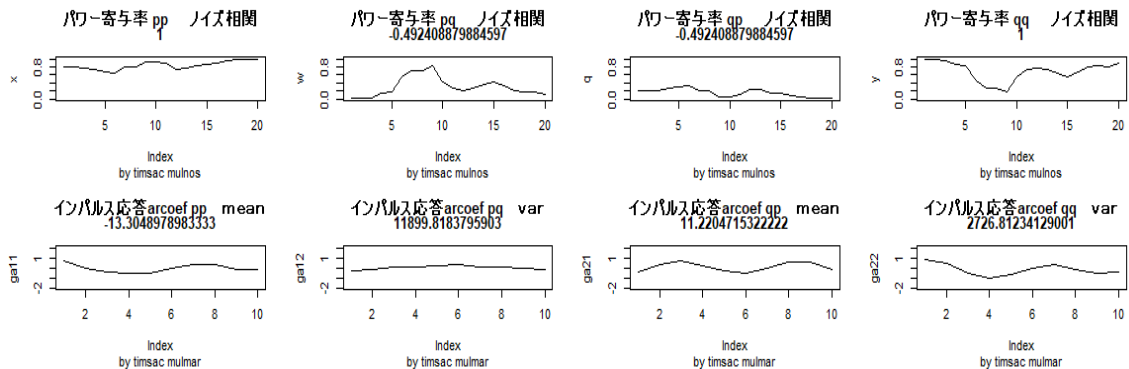 パワー寄与率 pp ノイズ相関
1
x
0.0 0.8
5 10 15 20
Index
by timsac mulnos
パワー寄与率 pq ノイズ相関
-0.492408879884597
w
0.0 0.8
5 10 15 20
Index
by timsac mulnos
パワー寄与率 qp ノイズ相関
-0.492408879884597
q
0.0 0.8
5 10 15 20
Index
by timsac mulnos
パワー寄与率 qq ノイズ相関
1
y
0.0 0.8
5 10 15 20
Index
by timsac mulnos
インパルス応答arcoef pp mean
-13.3048978983333
ga11
-2 1
2 4 6 8 10
Index
by timsac mulmar
インパルス応答arcoef pq var
11899.8183795903
ga12
-2 1
2 4 6 8 10
Index
by timsac mulmar
インパルス応答arcoef qp mean
11.2204715322222
ga21
-2 1
2 4 6 8 10
Index
by timsac mulmar
インパルス応答arcoef qq var
2726.81234129001
ga22
-2 1
2 4 6 8 10
Index
by timsac mulmar